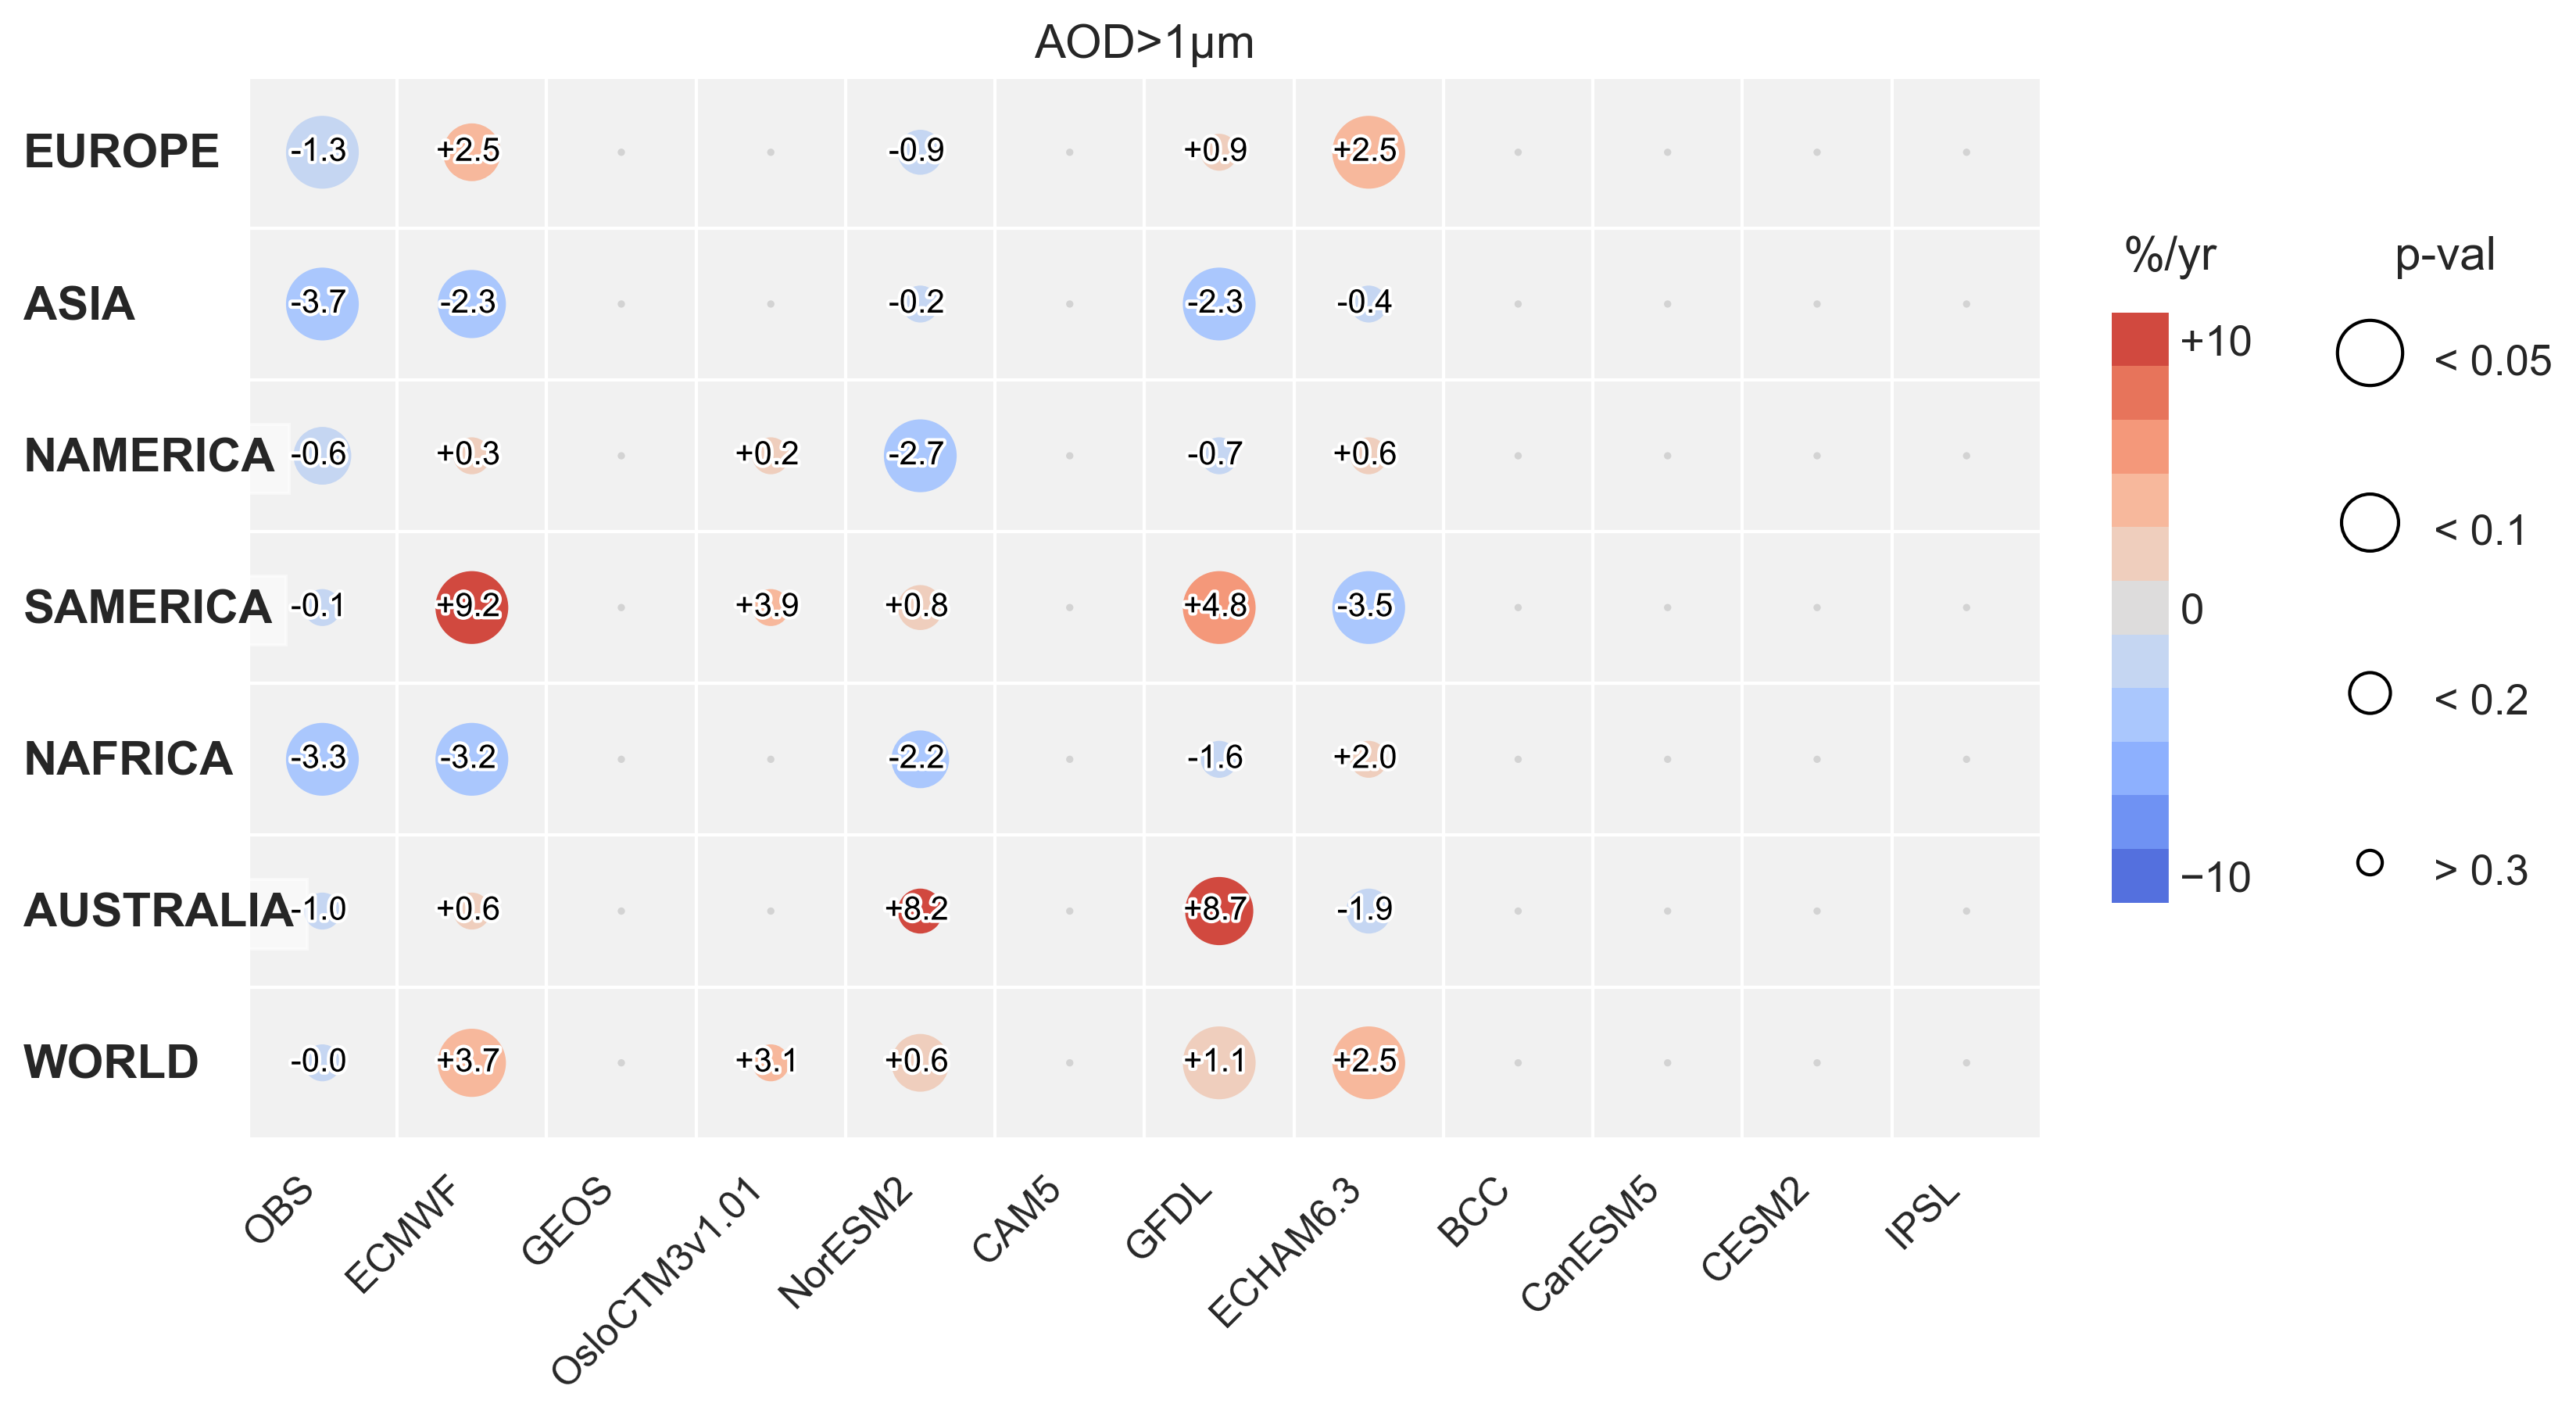 AOD>1µm
EUROPE -1.3 +2.5 -0.9 +0.9 +2.5
ASIA -3.7 -2.3 -0.2 -2.3 -0.4
NAMERICA -0.6 +0.3 +0.2 -2.7 -0.7 +0.6
SAMERICA -0.1 +9.2 +3.9 +0.8 +4.8 -3.5
NAFRICA -3.3 -3.2 -2.2 -1.6 +2.0
AUSTRALIA -1.0 +0.6 +8.2 +8.7 -1.9
WORLD -0.0 +3.7 +3.1 +0.6 +1.1 +2.5
OBS
ECMWF
GEOS
OsloCTM3v1.01
NorESM2
CAM5
GFDL
ECHAM6.3
BCC
CanESM5
CESM2
IPSL
%/yr
+10
0
−10
p-val
< 0.05
< 0.1
< 0.2
> 0.3